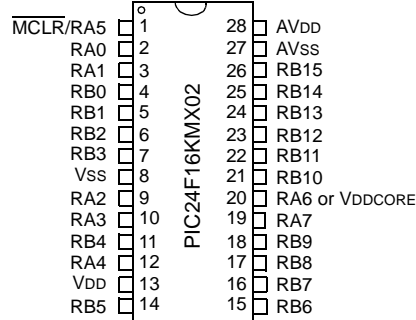 MCLR/RA5 1 28 AVDD
RA0 2 27 AVSS
RA1 3 26 RB15
RB0 4 25 RB14
RB1 5 24 RB13
RB2 6 23 RB12
RB3 7 22 RB11
VSS 8 21 RB10
RA2 9 20 RA6 or VDDCORE
RA3 10 19 RA7
RB4 11 18 RB9
RA4 12 17 RB8
VDD 13 16 RB7
RB5 14 15 RB6
PIC24F16KMX02